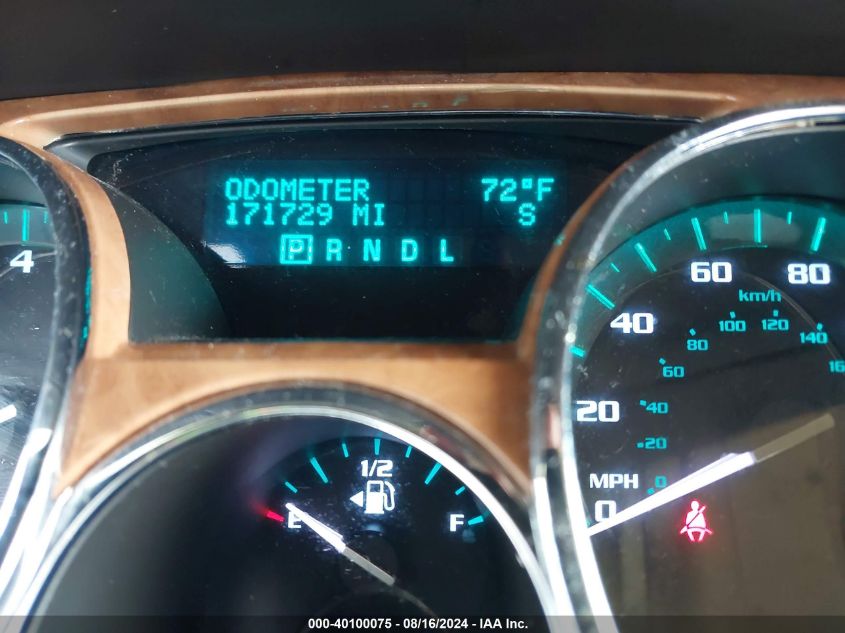 ODOMETER 72°F
171729 MI S
P R N D L
4
60 80
km/h
40 100 120
80 140
60
20 40
20
MPH 0
0
1/2
E F
000-40100075 - 08/16/2024 - IAA Inc.